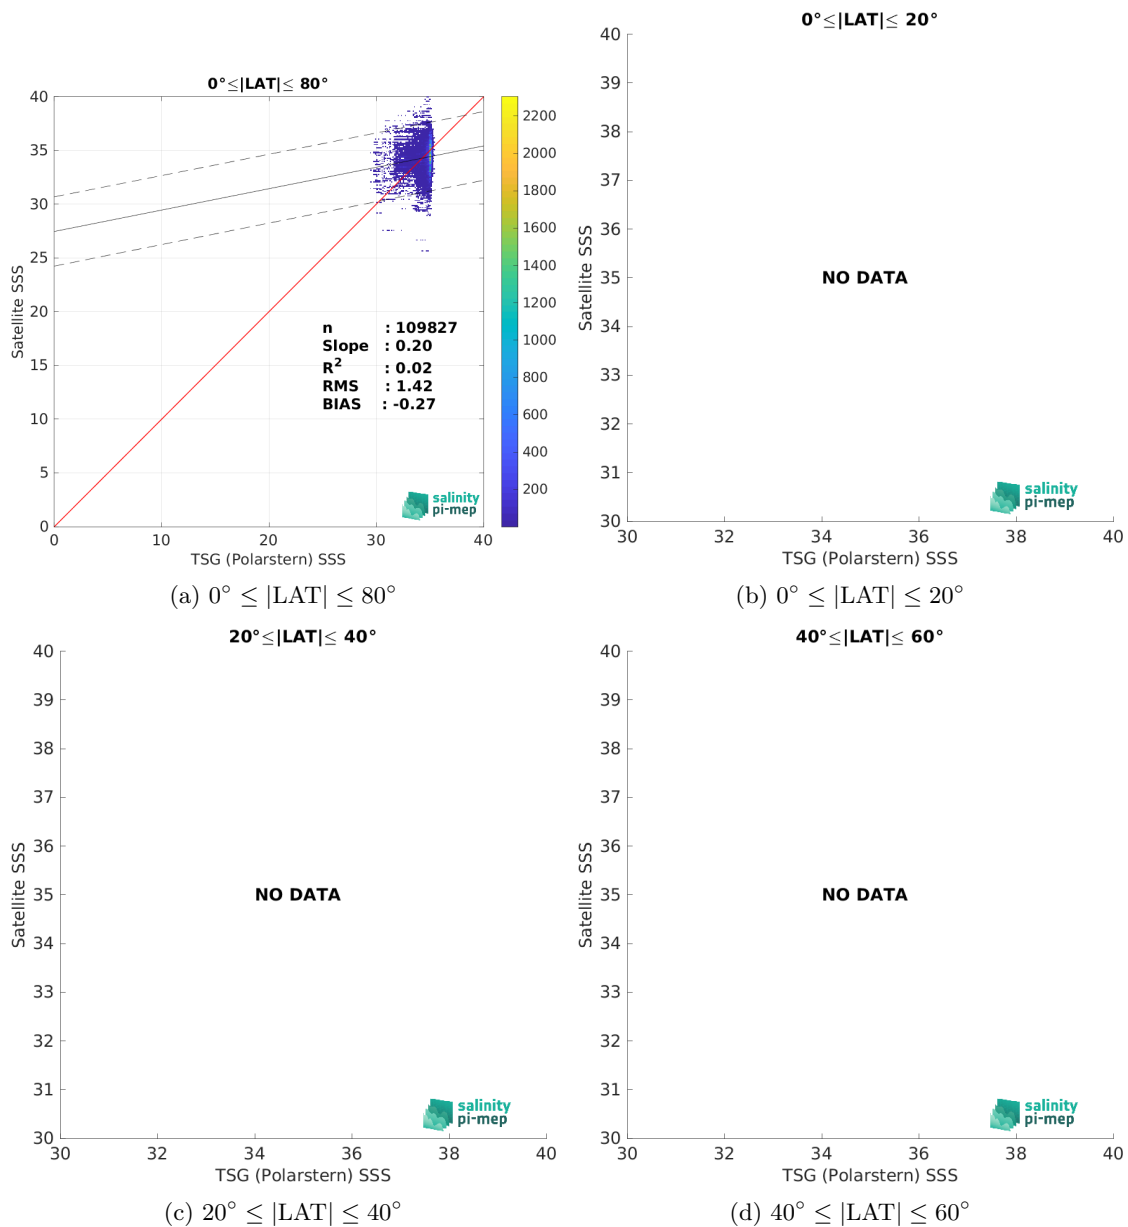 0°≤|LAT|≤ 80°
40
35
30
25
20
15
10
5
0
0
10
20
30
40
Satellite SSS
TSG (Polarstern) SSS
n : 109827
Slope : 0.20
R² : 0.02
RMS : 1.42
BIAS : -0.27
salinity
pi-mep
2200
2000
1800
1600
1400
1200
1000
800
600
400
200
(a) 0° ≤ |LAT| ≤ 80°
0°≤|LAT|≤ 20°
40
39
38
37
36
35
34
33
32
31
30
30
32
34
36
38
40
Satellite SSS
NO DATA
salinity
pi-mep
TSG (Polarstern) SSS
(b) 0° ≤ |LAT| ≤ 20°
20°≤|LAT|≤ 40°
40
39
38
37
36
35
34
33
32
31
30
30
32
34
36
38
40
Satellite SSS
NO DATA
salinity
pi-mep
TSG (Polarstern) SSS
(c) 20° ≤ |LAT| ≤ 40°
40°≤|LAT|≤ 60°
40
39
38
37
36
35
34
33
32
31
30
30
32
34
36
38
40
Satellite SSS
NO DATA
salinity
pi-mep
TSG (Polarstern) SSS
(d) 40° ≤ |LAT| ≤ 60°